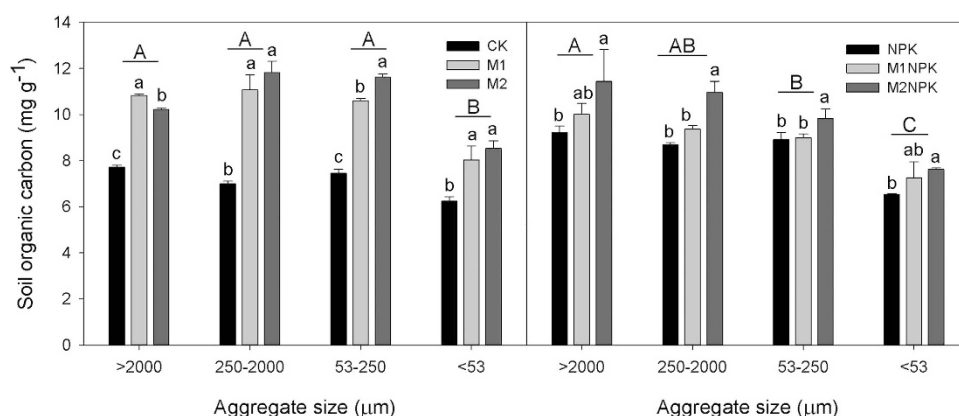 Soil organic carbon (mg g⁻¹)
14
12
10
8
6
4
2
0
A
A
A
B
c
a
b
b
a
a
c
b
a
b
a
a
CK
M1
M2
A
AB
B
C
b
ab
a
b
b
a
b
b
a
b
ab
a
NPK
M1NPK
M2NPK
>2000
250-2000
53-250
<53
>2000
250-2000
53-250
<53
Aggregate size (µm)
Aggregate size (µm)